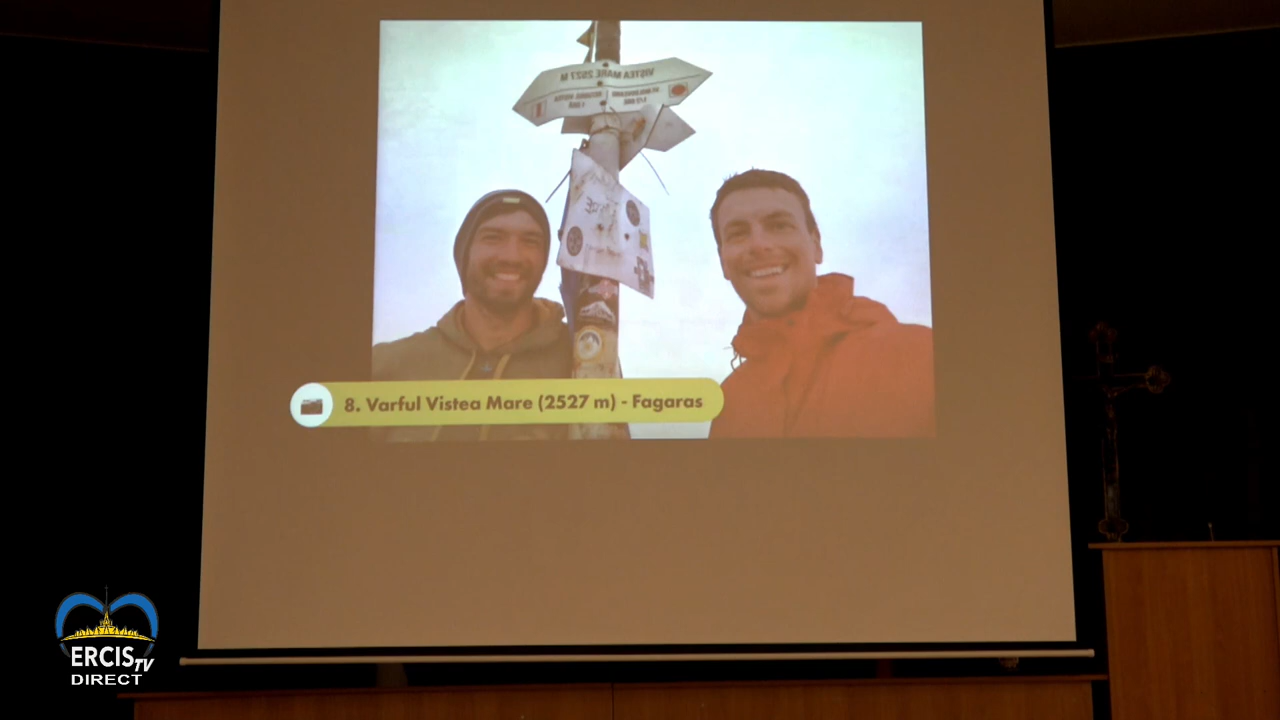 VISTEA MARE 2527 M
8. Varful Vistea Mare (2527 m) - Fagaras
ERCIS TV
DIRECT